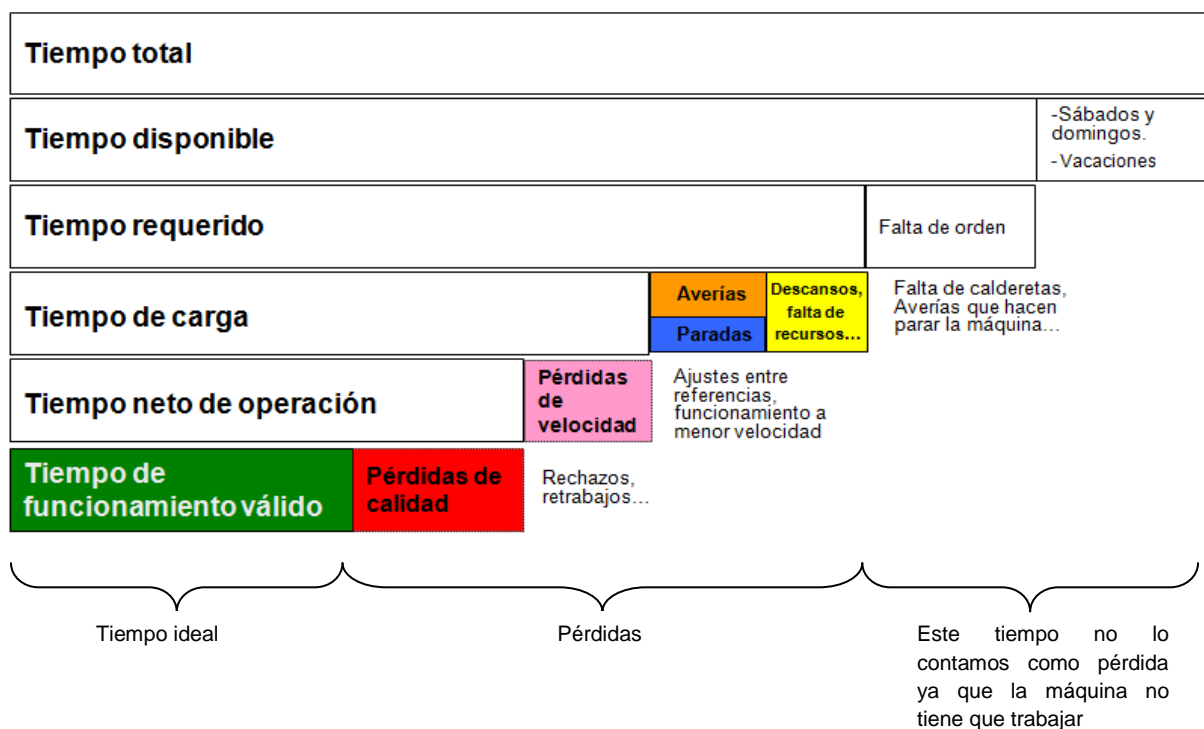 Tiempo total
Tiempo disponible
-Sábados y
domingos.
-Vacaciones
Tiempo requerido
Falta de orden
Tiempo de carga
Averías
Paradas
Descansos,
falta de
recursos...
Falta de calderetas,
Averías que hacen
parar la máquina...
Tiempo neto de operación
Pérdidas
de
velocidad
Ajustes entre
referencias,
funcionamiento a
menor velocidad
Tiempo de
funcionamiento válido
Pérdidas de
calidad
Rechazos,
retrabajos...
Tiempo ideal
Pérdidas
Este tiempo no lo
contamos como pérdida
ya que la máquina no
tiene que trabajar